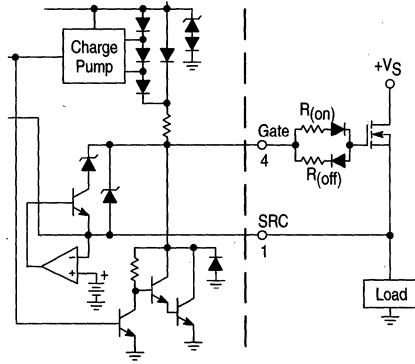 Charge
Pump
+VS
R(on)
Gate
4
R(off)
SRC
1
-
+
+
Load